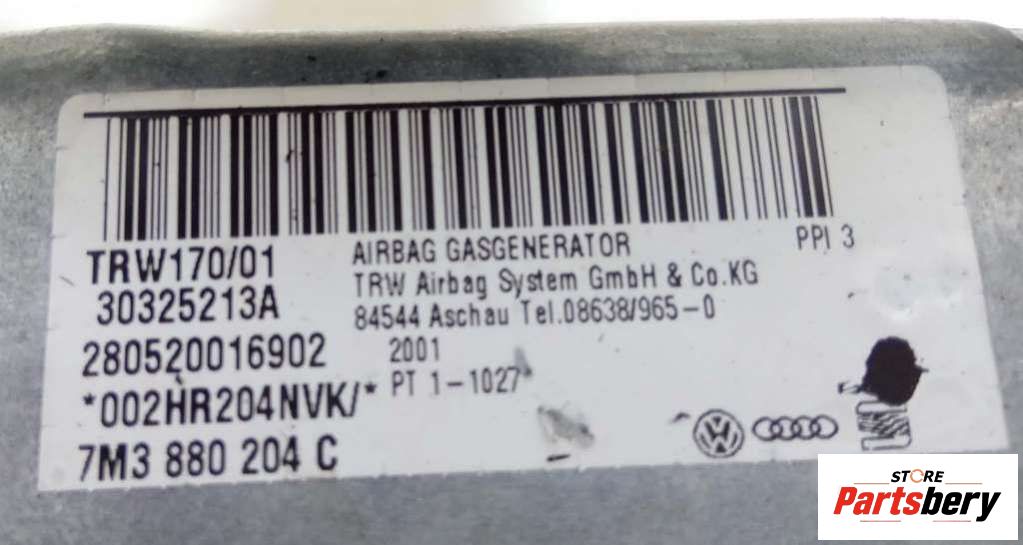 TRW170/01
30325213A
280520016902
*002HR204NVK/*
7M3 880 204 C
AIRBAG GASGENERATOR
PPI 3
TRW Airbag System GmbH & Co.KG
84544 Aschau Tel.08638/965-0
2001
PT 1-1027
VW
STORE
Partsbery